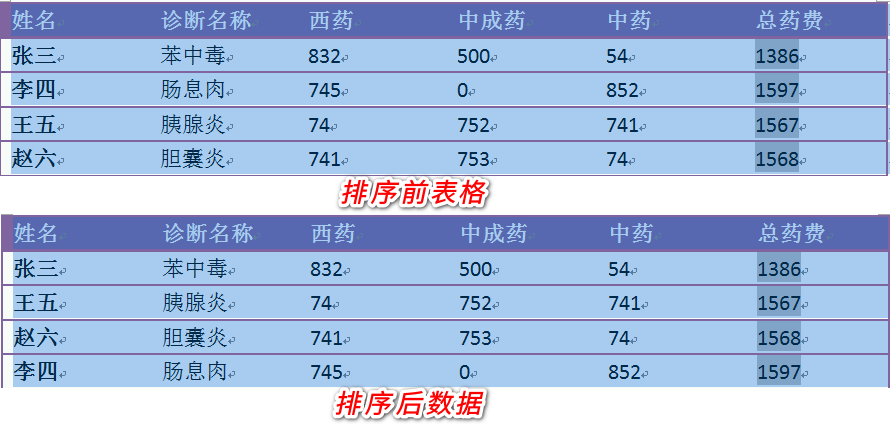 姓名 诊断名称 西药 中成药 中药 总药费
张三 苯中毒 832 500 54 1386
李四 肠息肉 745 0 852 1597
王五 胰腺炎 74 752 741 1567
赵六 胆囊炎 741 753 74 1568
排序前表格
姓名 诊断名称 西药 中成药 中药 总药费
张三 苯中毒 832 500 54 1386
王五 胰腺炎 74 752 741 1567
赵六 胆囊炎 741 753 74 1568
李四 肠息肉 745 0 852 1597
排序后数据